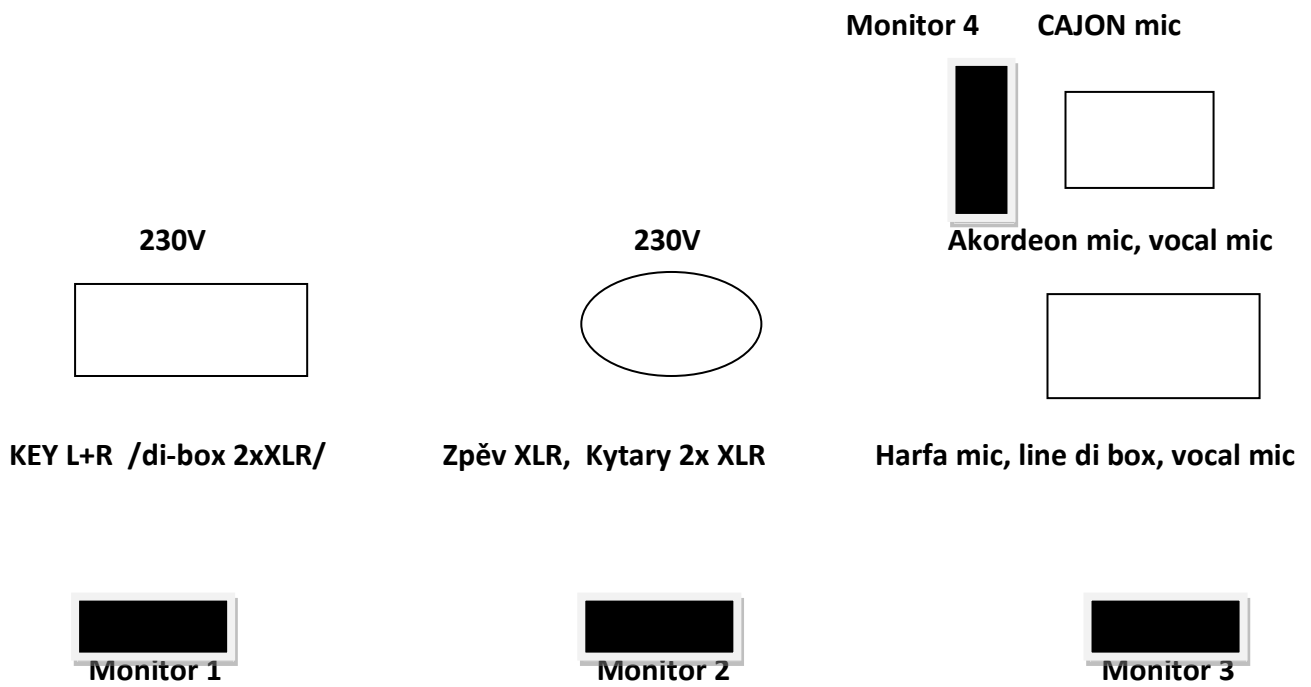 Monitor 4 CAJON mic
230V 230V Akordeon mic, vocal mic
KEY L+R /di-box 2xXLR/ Zpěv XLR, Kytary 2x XLR Harfa mic, line di box, vocal mic
Monitor 1 Monitor 2 Monitor 3